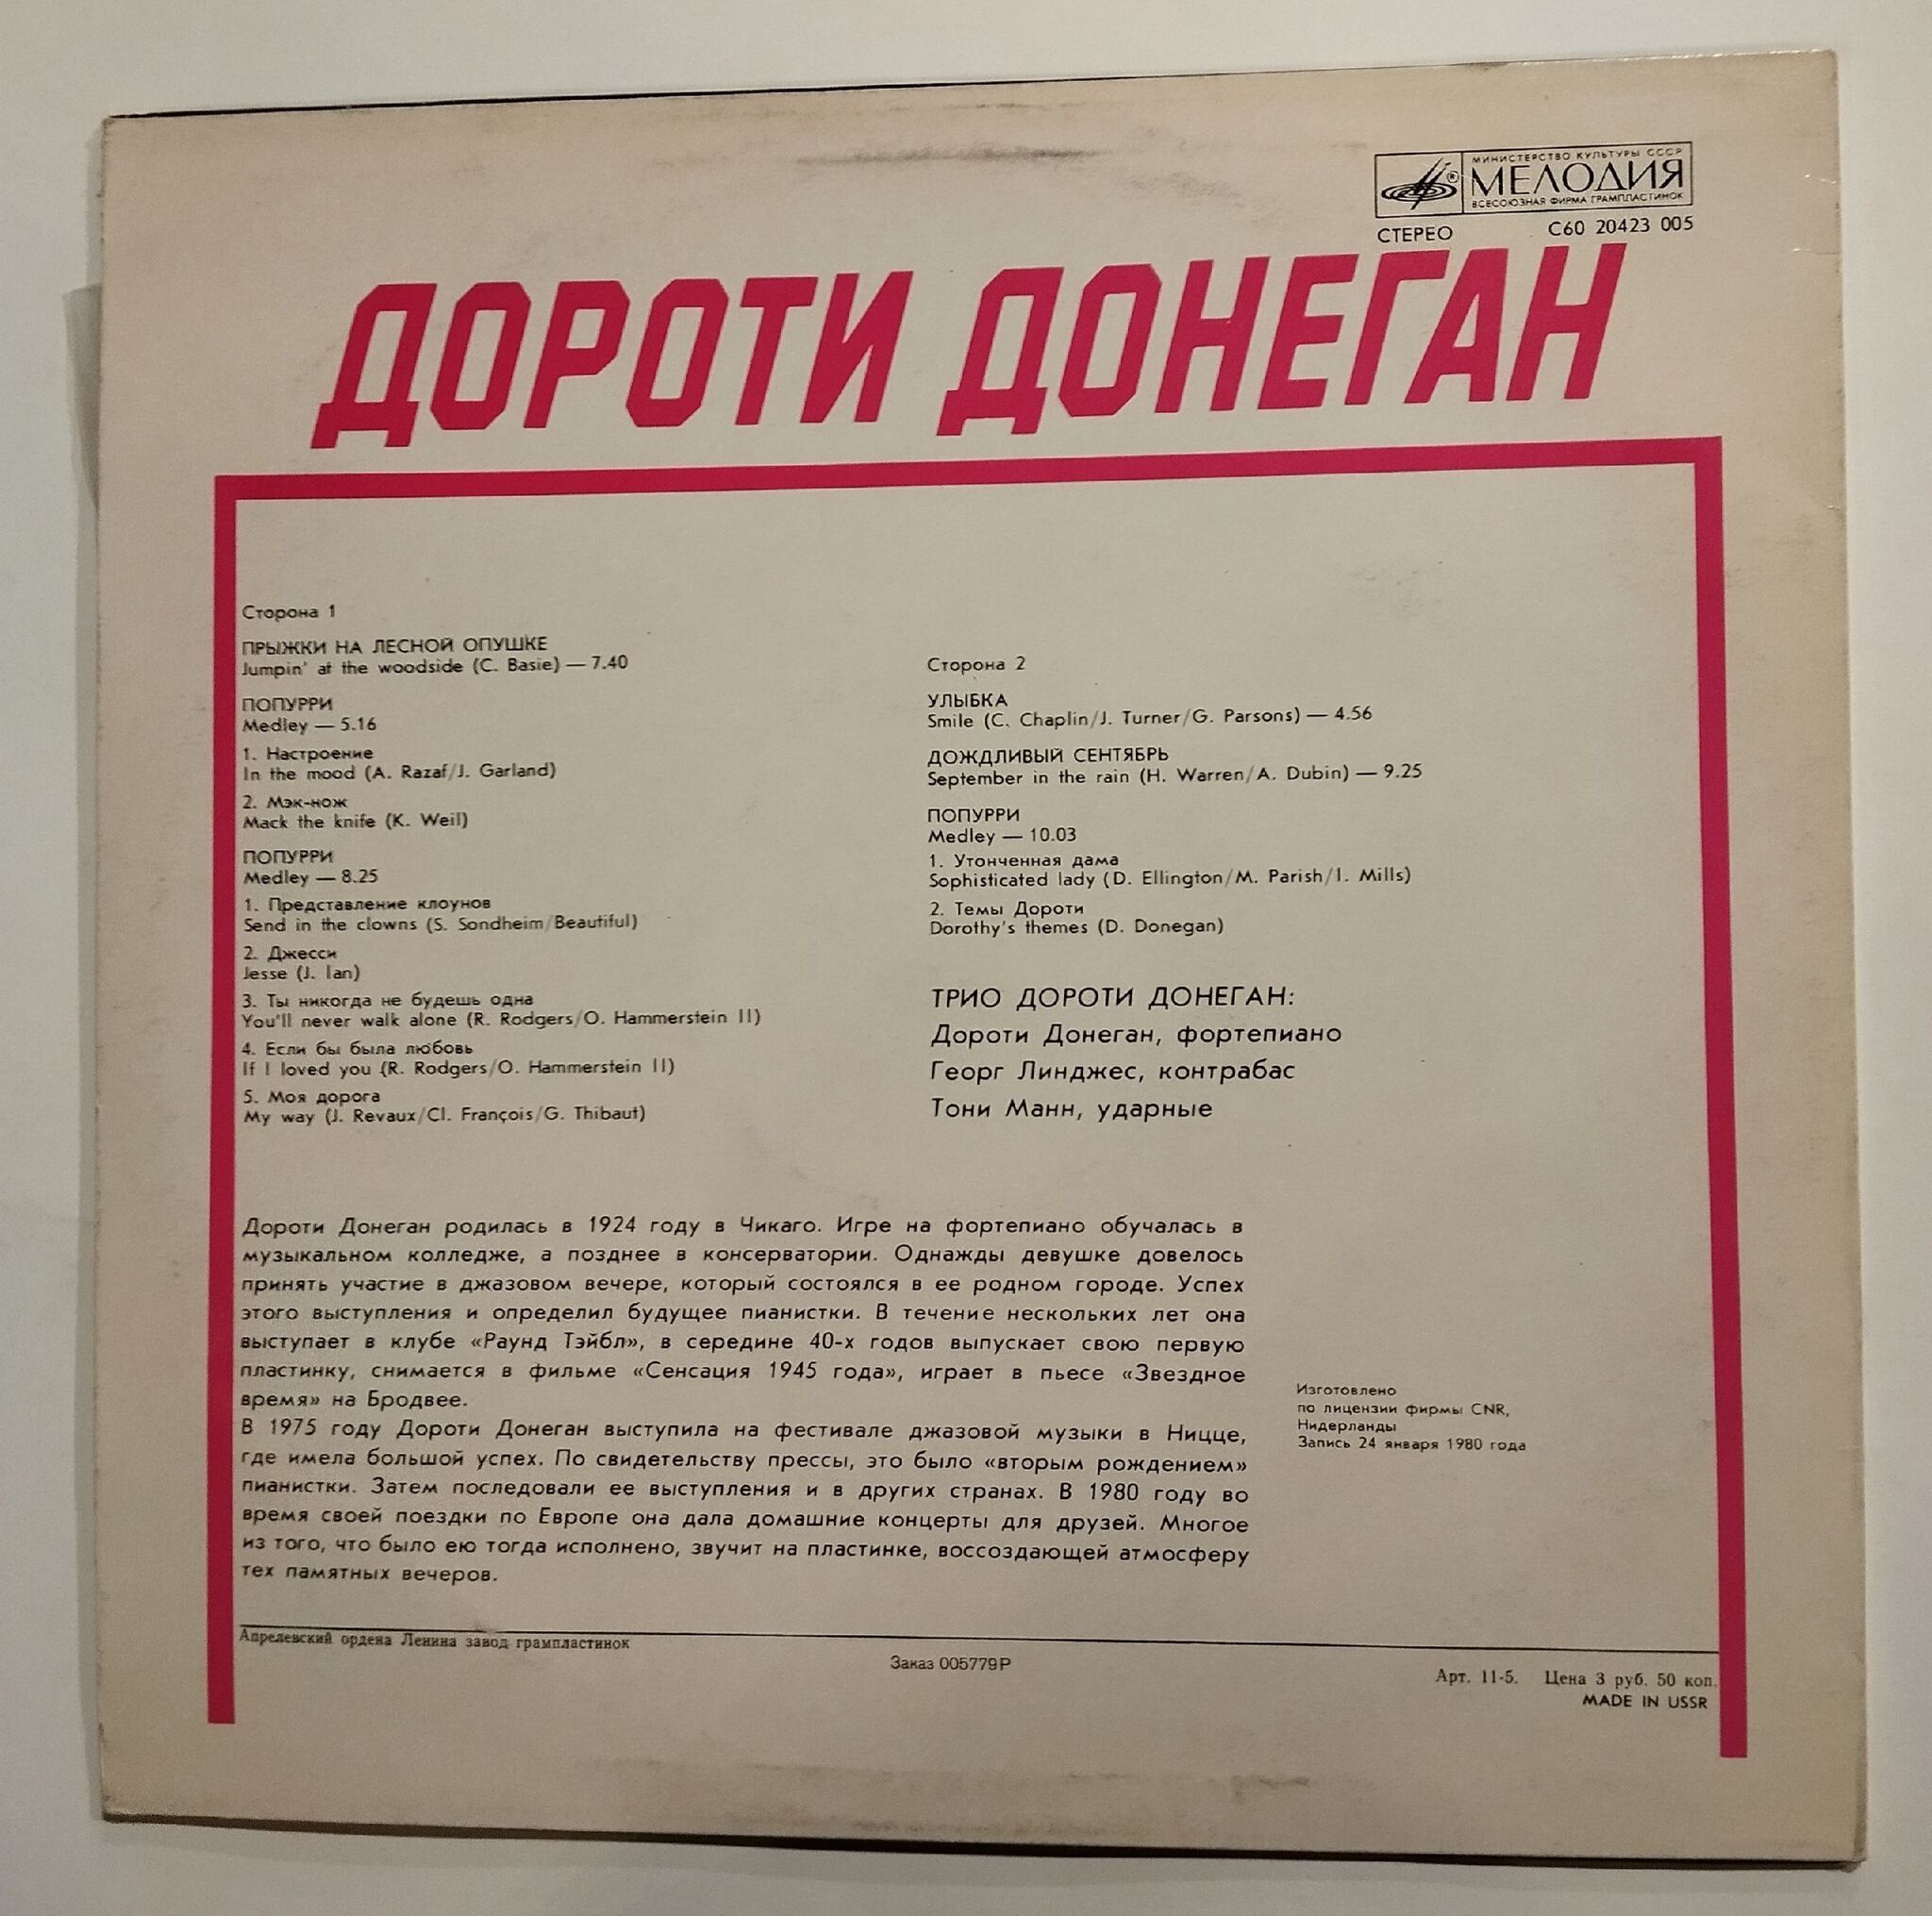 МИНИСТЕРСТВО КУЛЬТУРЫ СССР
МЕЛОДИЯ
ВСЕСОЮЗНАЯ ФИРМА ГРАМПЛАСТИНОК
СТЕРЕО С60 20423 005
ДОРОТИ ДОНЕГАН
Сторона 1
ПРЫЖКИ НА ЛЕСНОЙ ОПУШКЕ
Jumpin' at the woodside (C. Basie) — 7.40
ПОПУРРИ
Medley — 5.16
1. Настроение
In the mood (A. Razaf/J. Garland)
2. Мэк-нож
Mack the knife (K. Weil)
ПОПУРРИ
Medley — 8.25
1. Представление клоунов
Send in the clowns (S. Sondheim/Beautiful)
2. Джесси
Jesse (J. Ian)
3. Ты никогда не будешь одна
You'll never walk alone (R. Rodgers/O. Hammerstein II)
4. Если бы была любовь
If I loved you (R. Rodgers/O. Hammerstein II)
5. Моя дорога
My way (J. Revaux/Cl. François/G. Thibaut)
Сторона 2
УЛЫБКА
Smile (C. Chaplin/J. Turner/G. Parsons) — 4.56
ДОЖДЛИВЫЙ СЕНТЯБРЬ
September in the rain (H. Warren/A. Dubin) — 9.25
ПОПУРРИ
Medley — 10.03
1. Утонченная дама
Sophisticated lady (D. Ellington/M. Parish/I. Mills)
2. Темы Дороти
Dorothy's themes (D. Donegan)
ТРИО ДОРОТИ ДОНЕГАН:
Дороти Донеган, фортепиано
Георг Линджес, контрабас
Тони Манн, ударные
Дороти Донеган родилась в 1924 году в Чикаго. Игре на фортепиано обучалась в
музыкальном колледже, а позднее в консерватории. Однажды девушке довелось
принять участие в джазовом вечере, который состоялся в ее родном городе. Успех
этого выступления и определил будущее пианистки. В течение нескольких лет она
выступает в клубе «Раунд Тэйбл», в середине 40-х годов выпускает свою первую
пластинку, снимается в фильме «Сенсация 1945 года», играет в пьесе «Звездное
время» на Бродвее.
В 1975 году Дороти Донеган выступила на фестивале джазовой музыки в Ницце,
где имела большой успех. По свидетельству прессы, это было «вторым рождением»
пианистки. Затем последовали ее выступления и в других странах. В 1980 году во
время своей поездки по Европе она дала домашние концерты для друзей. Многое
из того, что было ею тогда исполнено, звучит на пластинке, воссоздающей атмосферу
тех памятных вечеров.
Изготовлено
по лицензии фирмы CNR,
Нидерланды
Запись 24 января 1980 года
Апрелевский ордена Ленина завод грампластинок
Заказ 005779Р
Арт. 11-5. Цена 3 руб. 50 коп.
MADE IN USSR